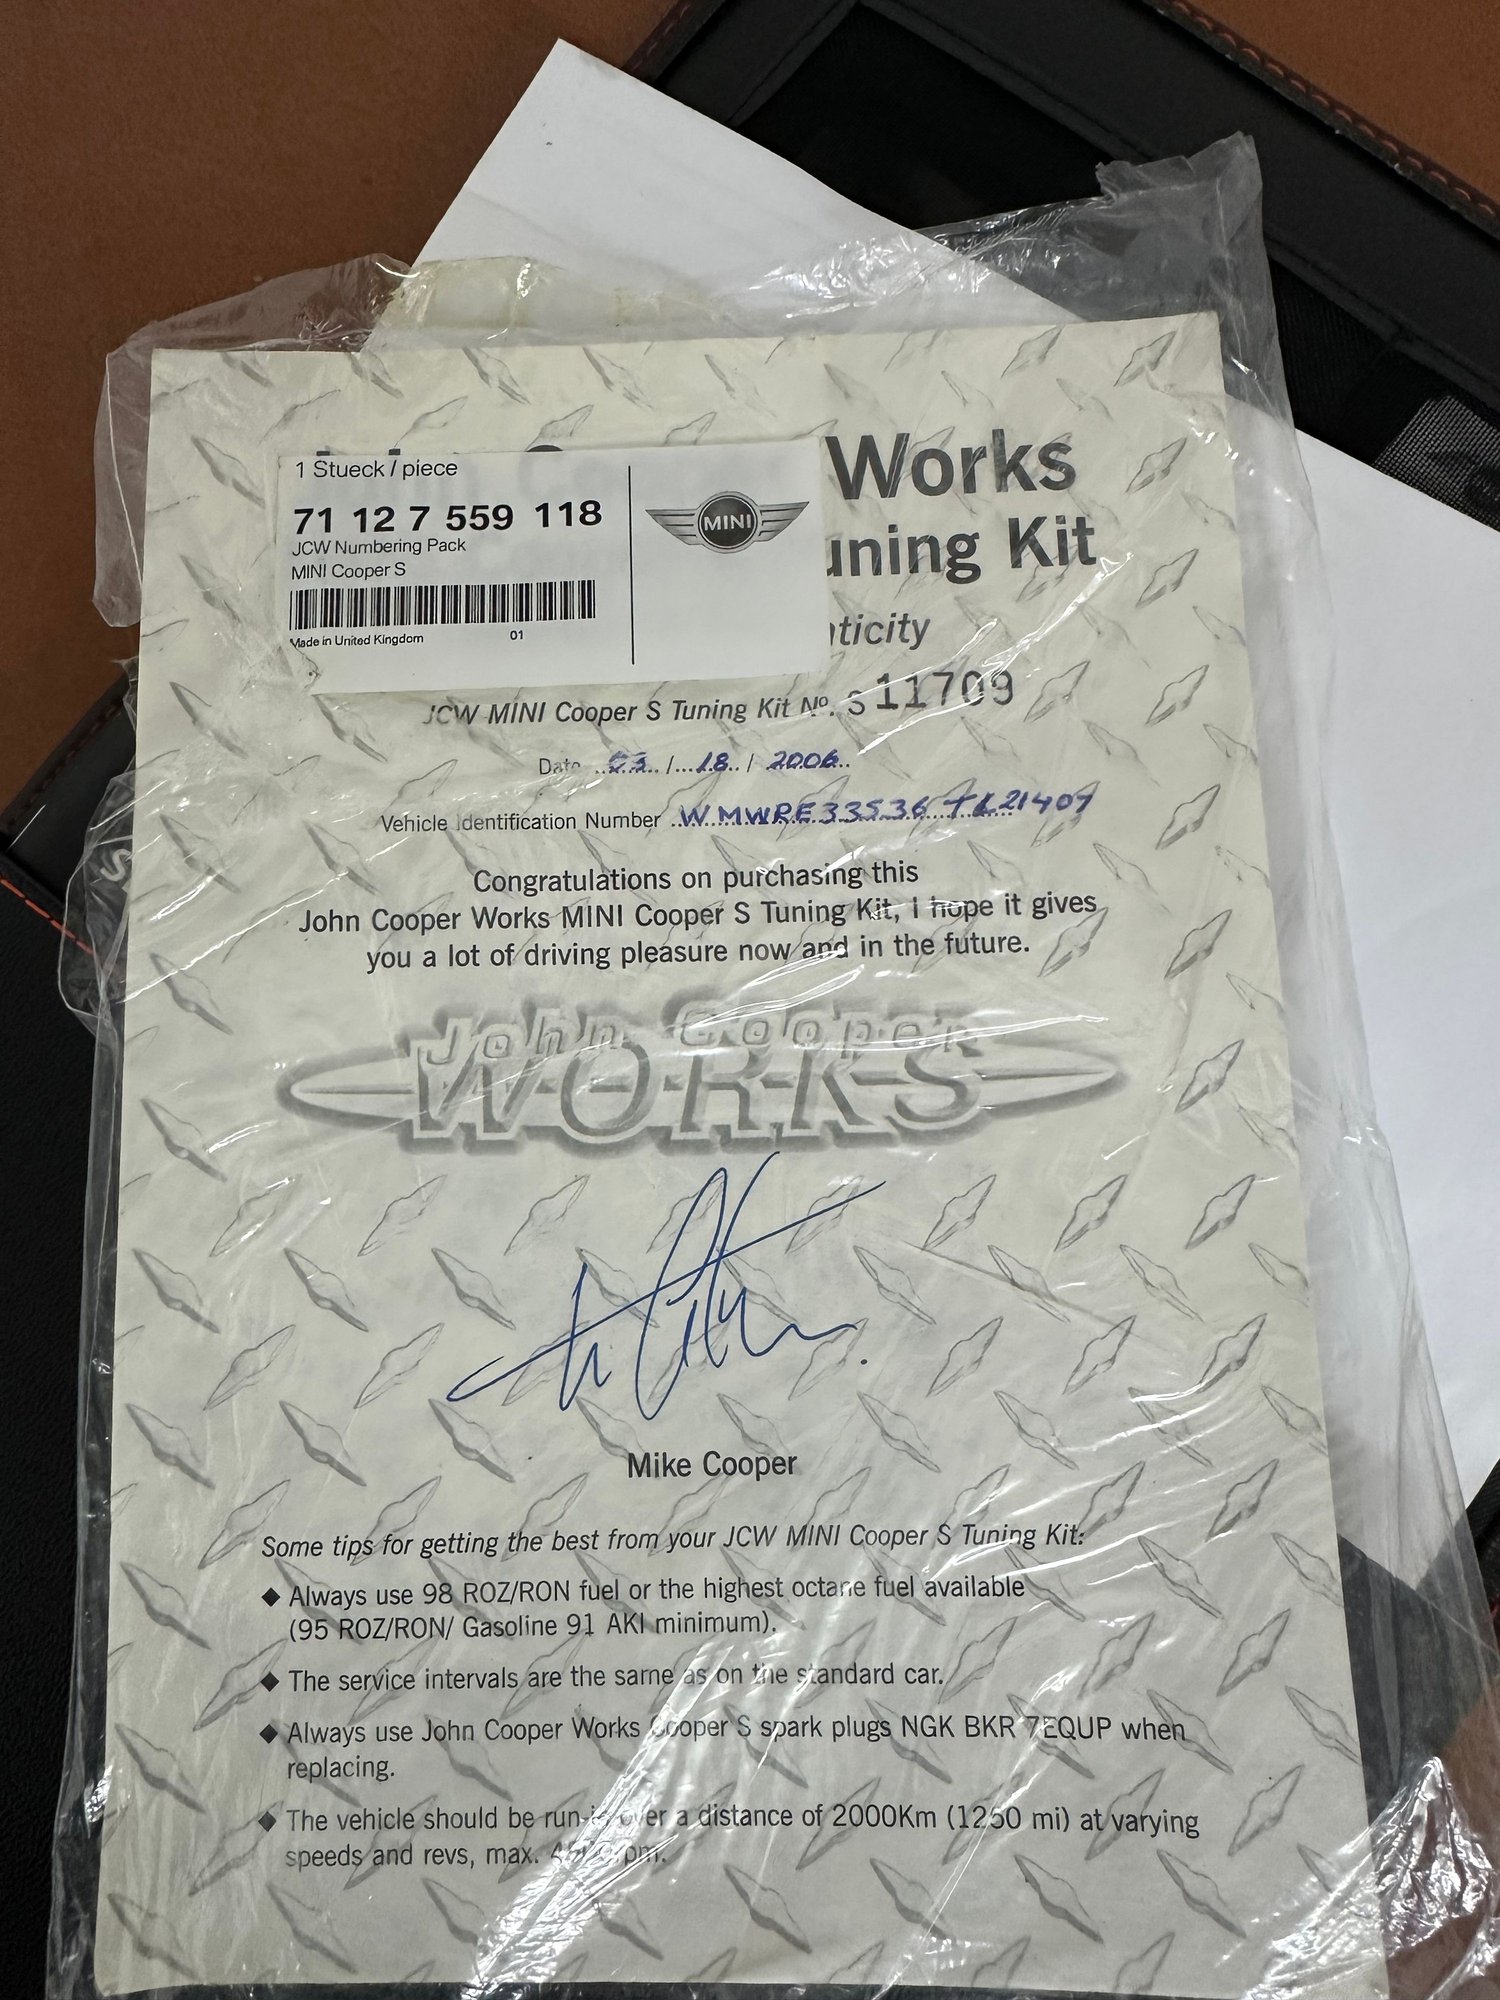 Works
uning Kit
ticity
1 Stueck / piece
71 12 7 559 118
JCW Numbering Pack
MINI Cooper S
Made in United Kingdom 01
MINI
JCW MINI Cooper S Tuning Kit Nº. S 11709
Date 03 / 18 / 2006
Vehicle Identification Number WMWRE33536TL21407
Congratulations on purchasing this
John Cooper Works MINI Cooper S Tuning Kit, I hope it gives
you a lot of driving pleasure now and in the future.
John Cooper
WORKS
Mike Cooper
Some tips for getting the best from your JCW MINI Cooper S Tuning Kit:
◆ Always use 98 ROZ/RON fuel or the highest octane fuel available
(95 ROZ/RON/ Gasoline 91 AKI minimum).
◆ The service intervals are the same as on the standard car.
◆ Always use John Cooper Works Cooper S spark plugs NGK BKR 7EQUP when
replacing.
◆ The vehicle should be run-in over a distance of 2000Km (1250 mi) at varying
speeds and revs, max. rpm.